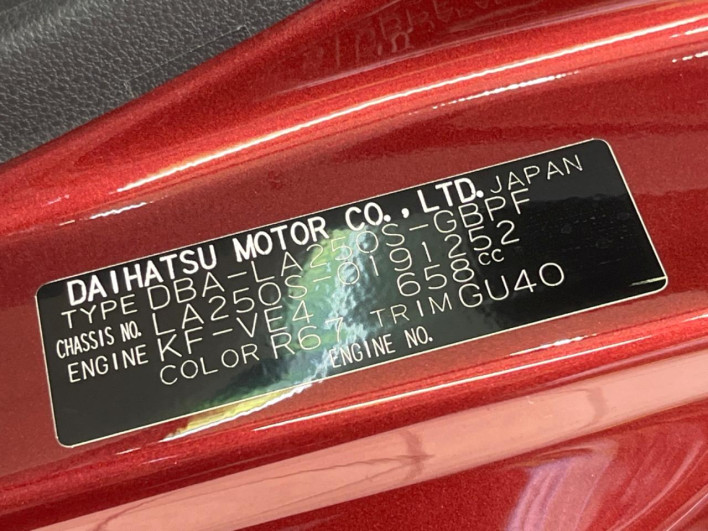 DAIHATSU MOTOR CO., LTD. JAPAN
TYPE DBA-LA250S-GBPF
CHASSIS NO. LA250S-0191252
ENGINE KF-VE4 658cc
COLOR R67 TRIM GU40
ENGINE NO.